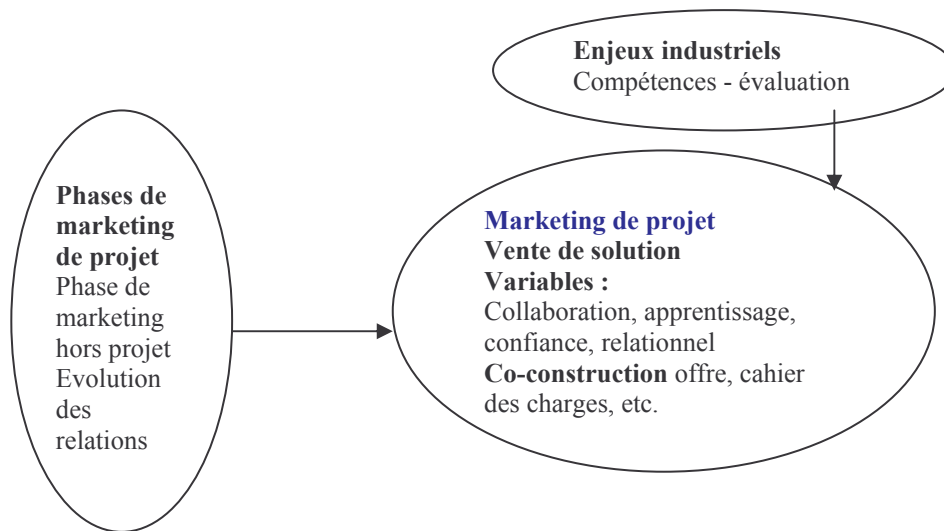 Enjeux industriels
Compétences - évaluation
Phases de
marketing
de projet
Phase de
marketing
hors projet
Evolution
des
relations
Marketing de projet
Vente de solution
Variables :
Collaboration, apprentissage,
confiance, relationnel
Co-construction offre, cahier
des charges, etc.